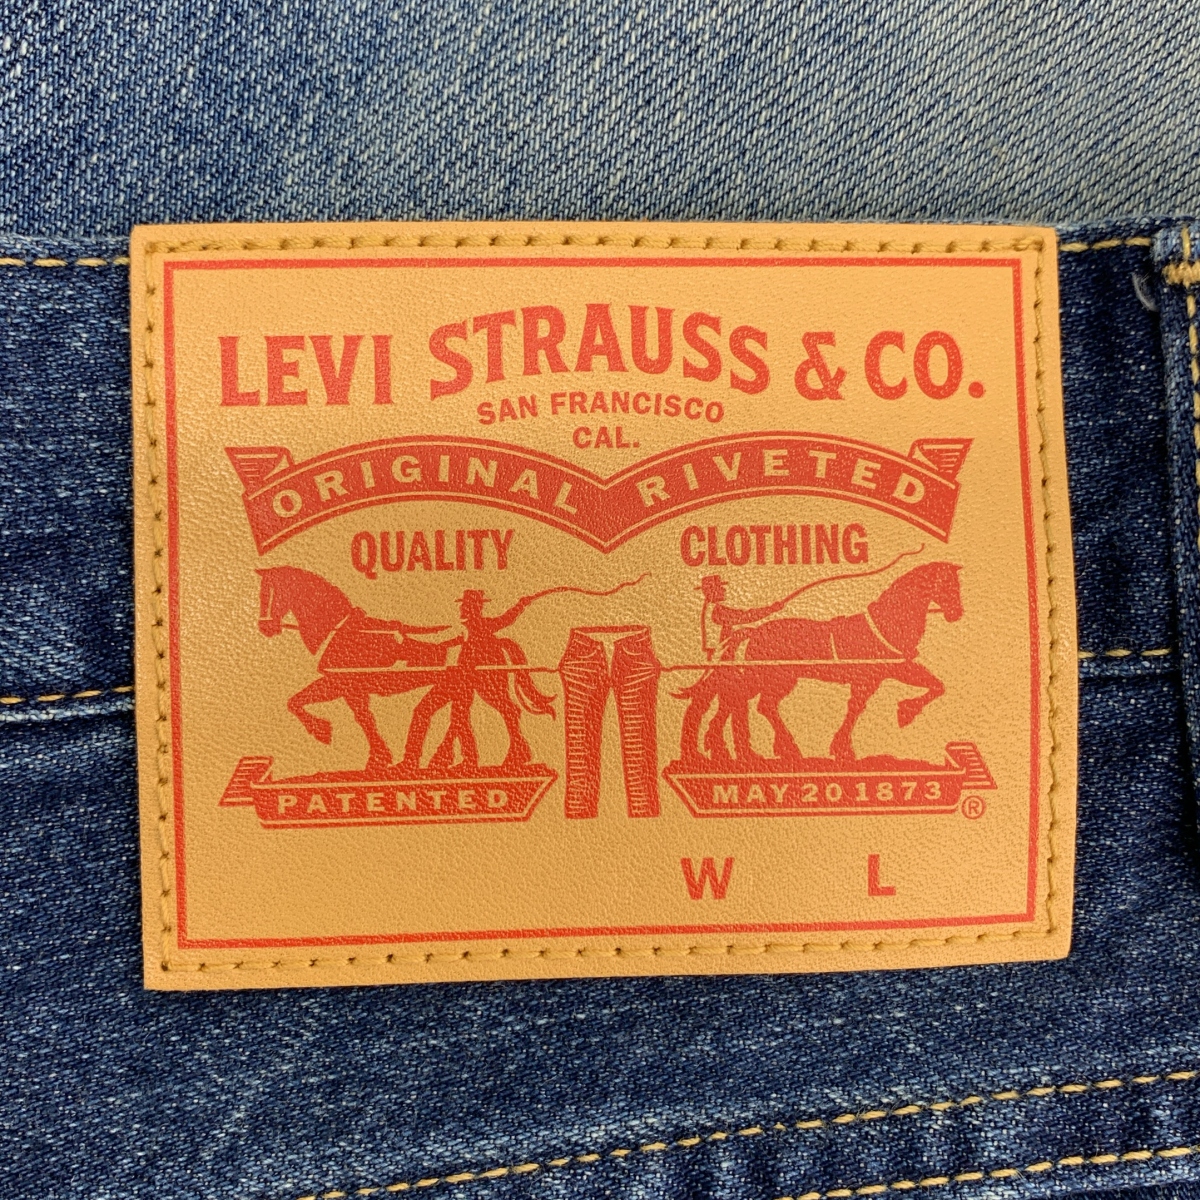 LEVI STRAUSS & CO.
SAN FRANCISCO
CAL.
ORIGINAL RIVETED
QUALITY CLOTHING
PATENTED MAY 20 1873 ®
W L